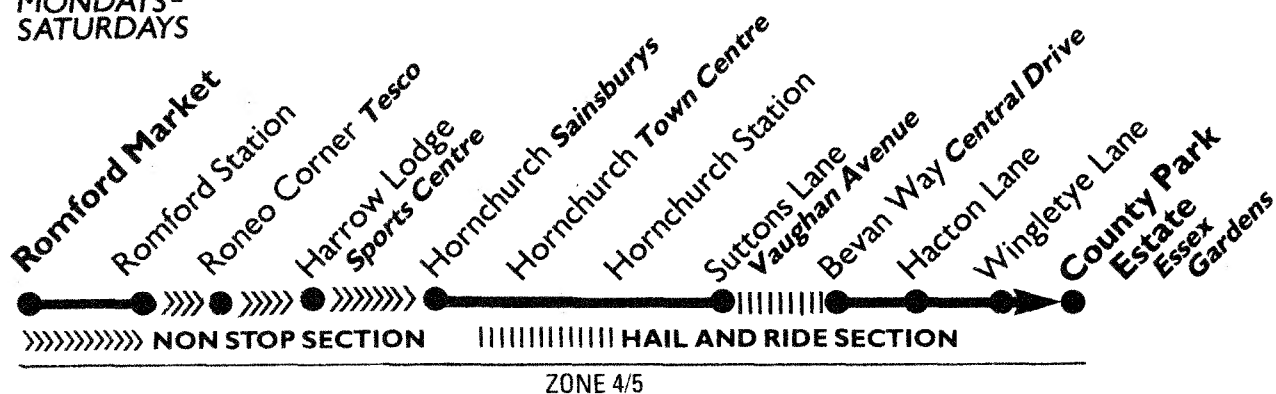 MONDAYS–
SATURDAYS
Romford Market
Romford Station
Roneo Corner Tesco
Harrow Lodge
Sports Centre
Hornchurch Sainsburys
Hornchurch Town Centre
Hornchurch Station
Suttons Lane
Vaughan Avenue
Bevan Way Central Drive
Hacton Lane
Wingletye Lane
County Park
Estate
Essex
Gardens
NON STOP SECTION
HAIL AND RIDE SECTION
ZONE 4/5